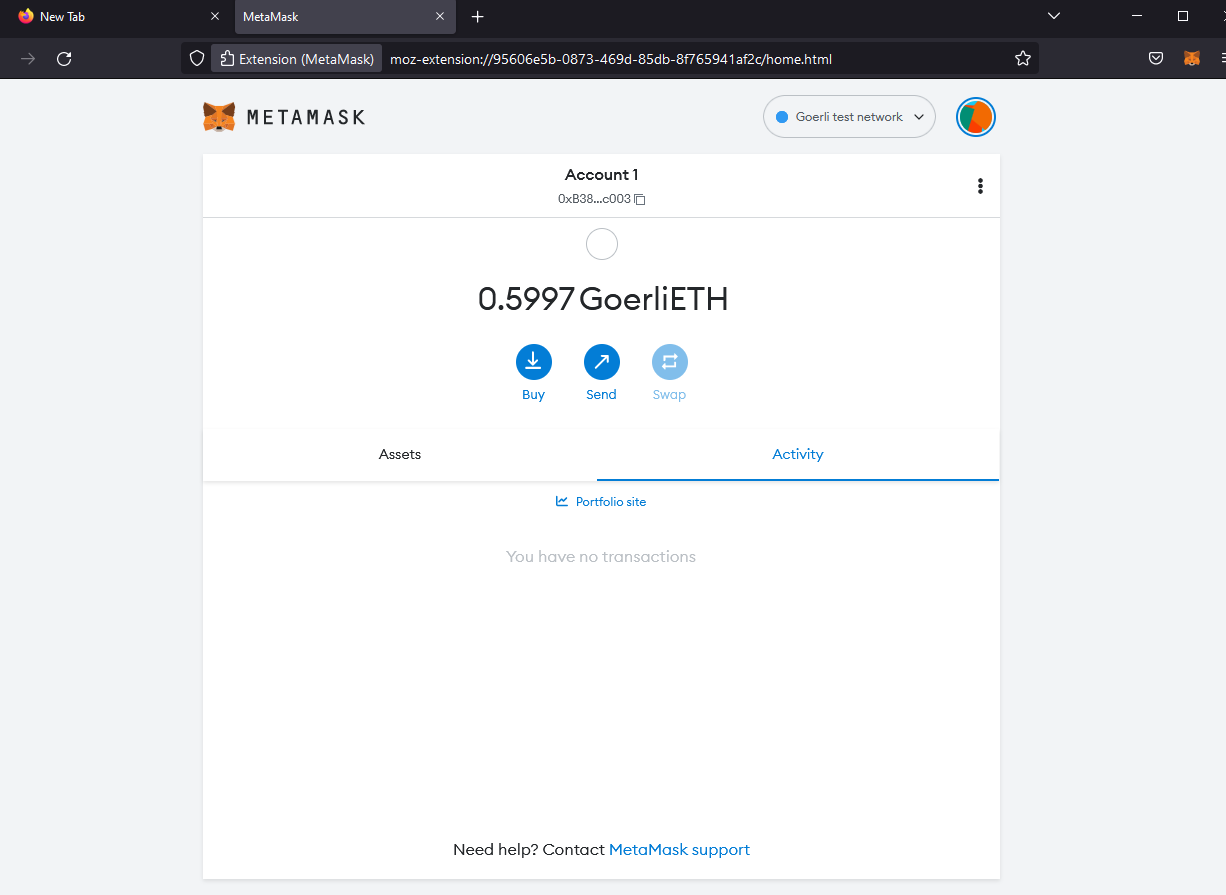 New Tab
MetaMask
Extension (MetaMask) moz-extension://95606e5b-0873-469d-85db-8f765941af2c/home.html
METAMASK
Goerli test network
Account 1
0xB38...c003
0.5997 GoerliETH
Buy Send Swap
Assets Activity
Portfolio site
You have no transactions
Need help? Contact MetaMask support